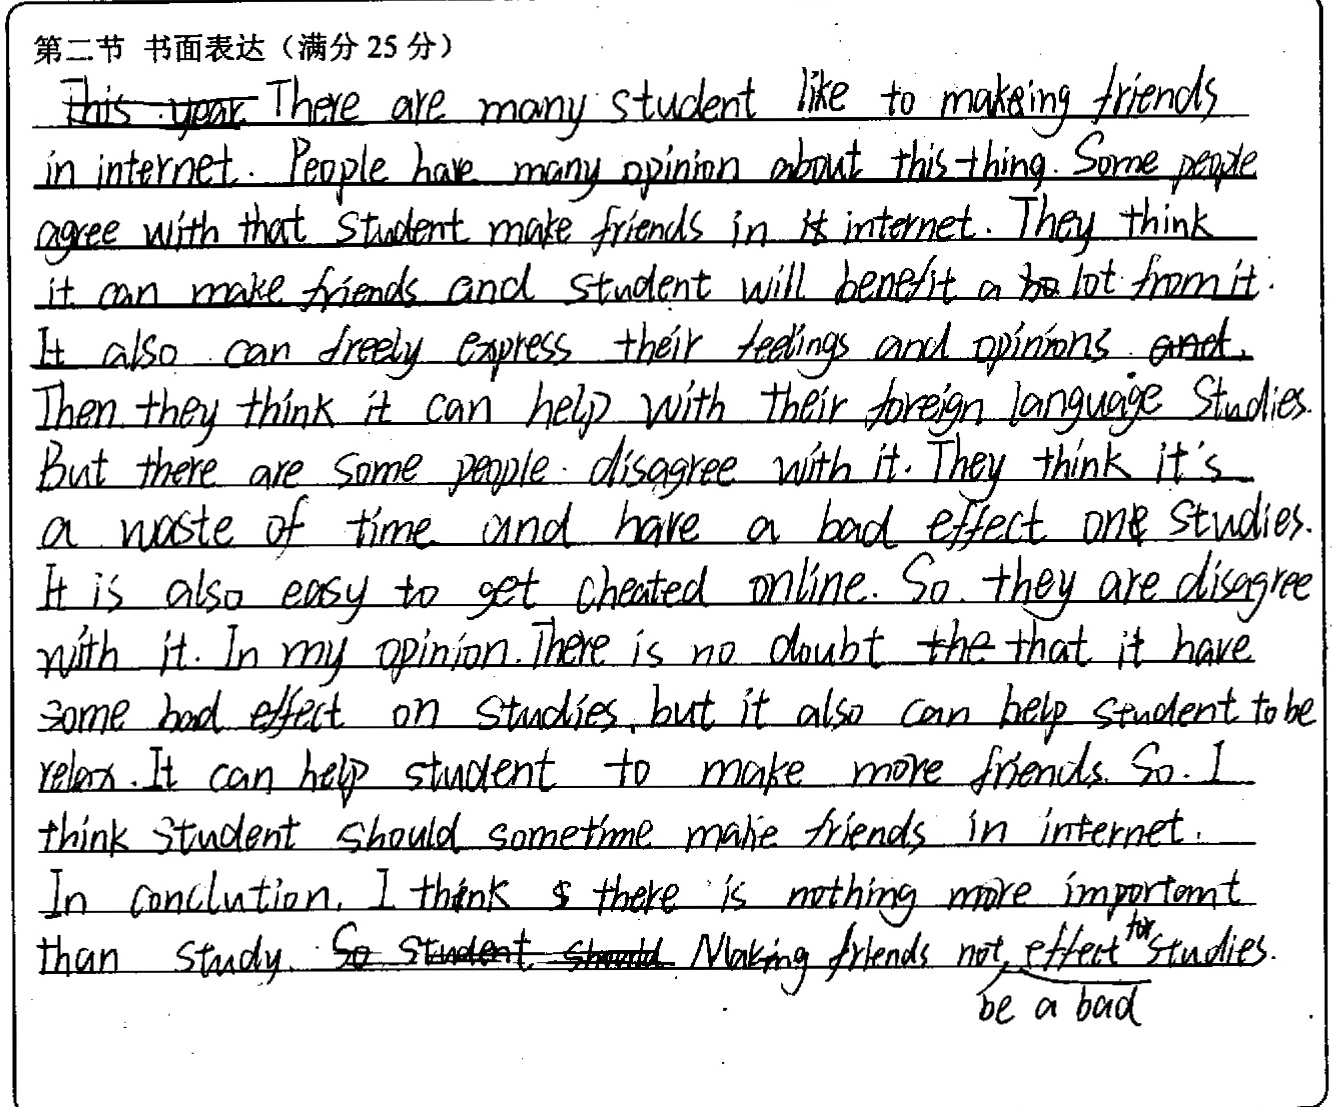 第二节 书面表达（满分 25 分）
This year There are many student like to makeing friends
in internet. People have many opinion about this thing. Some people
agree with that student make friends in it internet. They think
it can make friends and student will benefit a lot from it.
It also can freely express their feelings and opinions and.
Then they think it can help with their foreign language Studies.
But there are some people disagree with it. They think it's
a waste of time and have a bad effect on studies.
It is also easy to get cheated online. So they are disagree
with it. In my opinion. There is no doubt the that it have
some bad effect on studies, but it also can help student to be
relax. It can help student to make more friends. So. I
think student should sometime make friends in internet.
In conclution, I think there is nothing more important
than study. So student should Making friends not be a bad effect for studies.